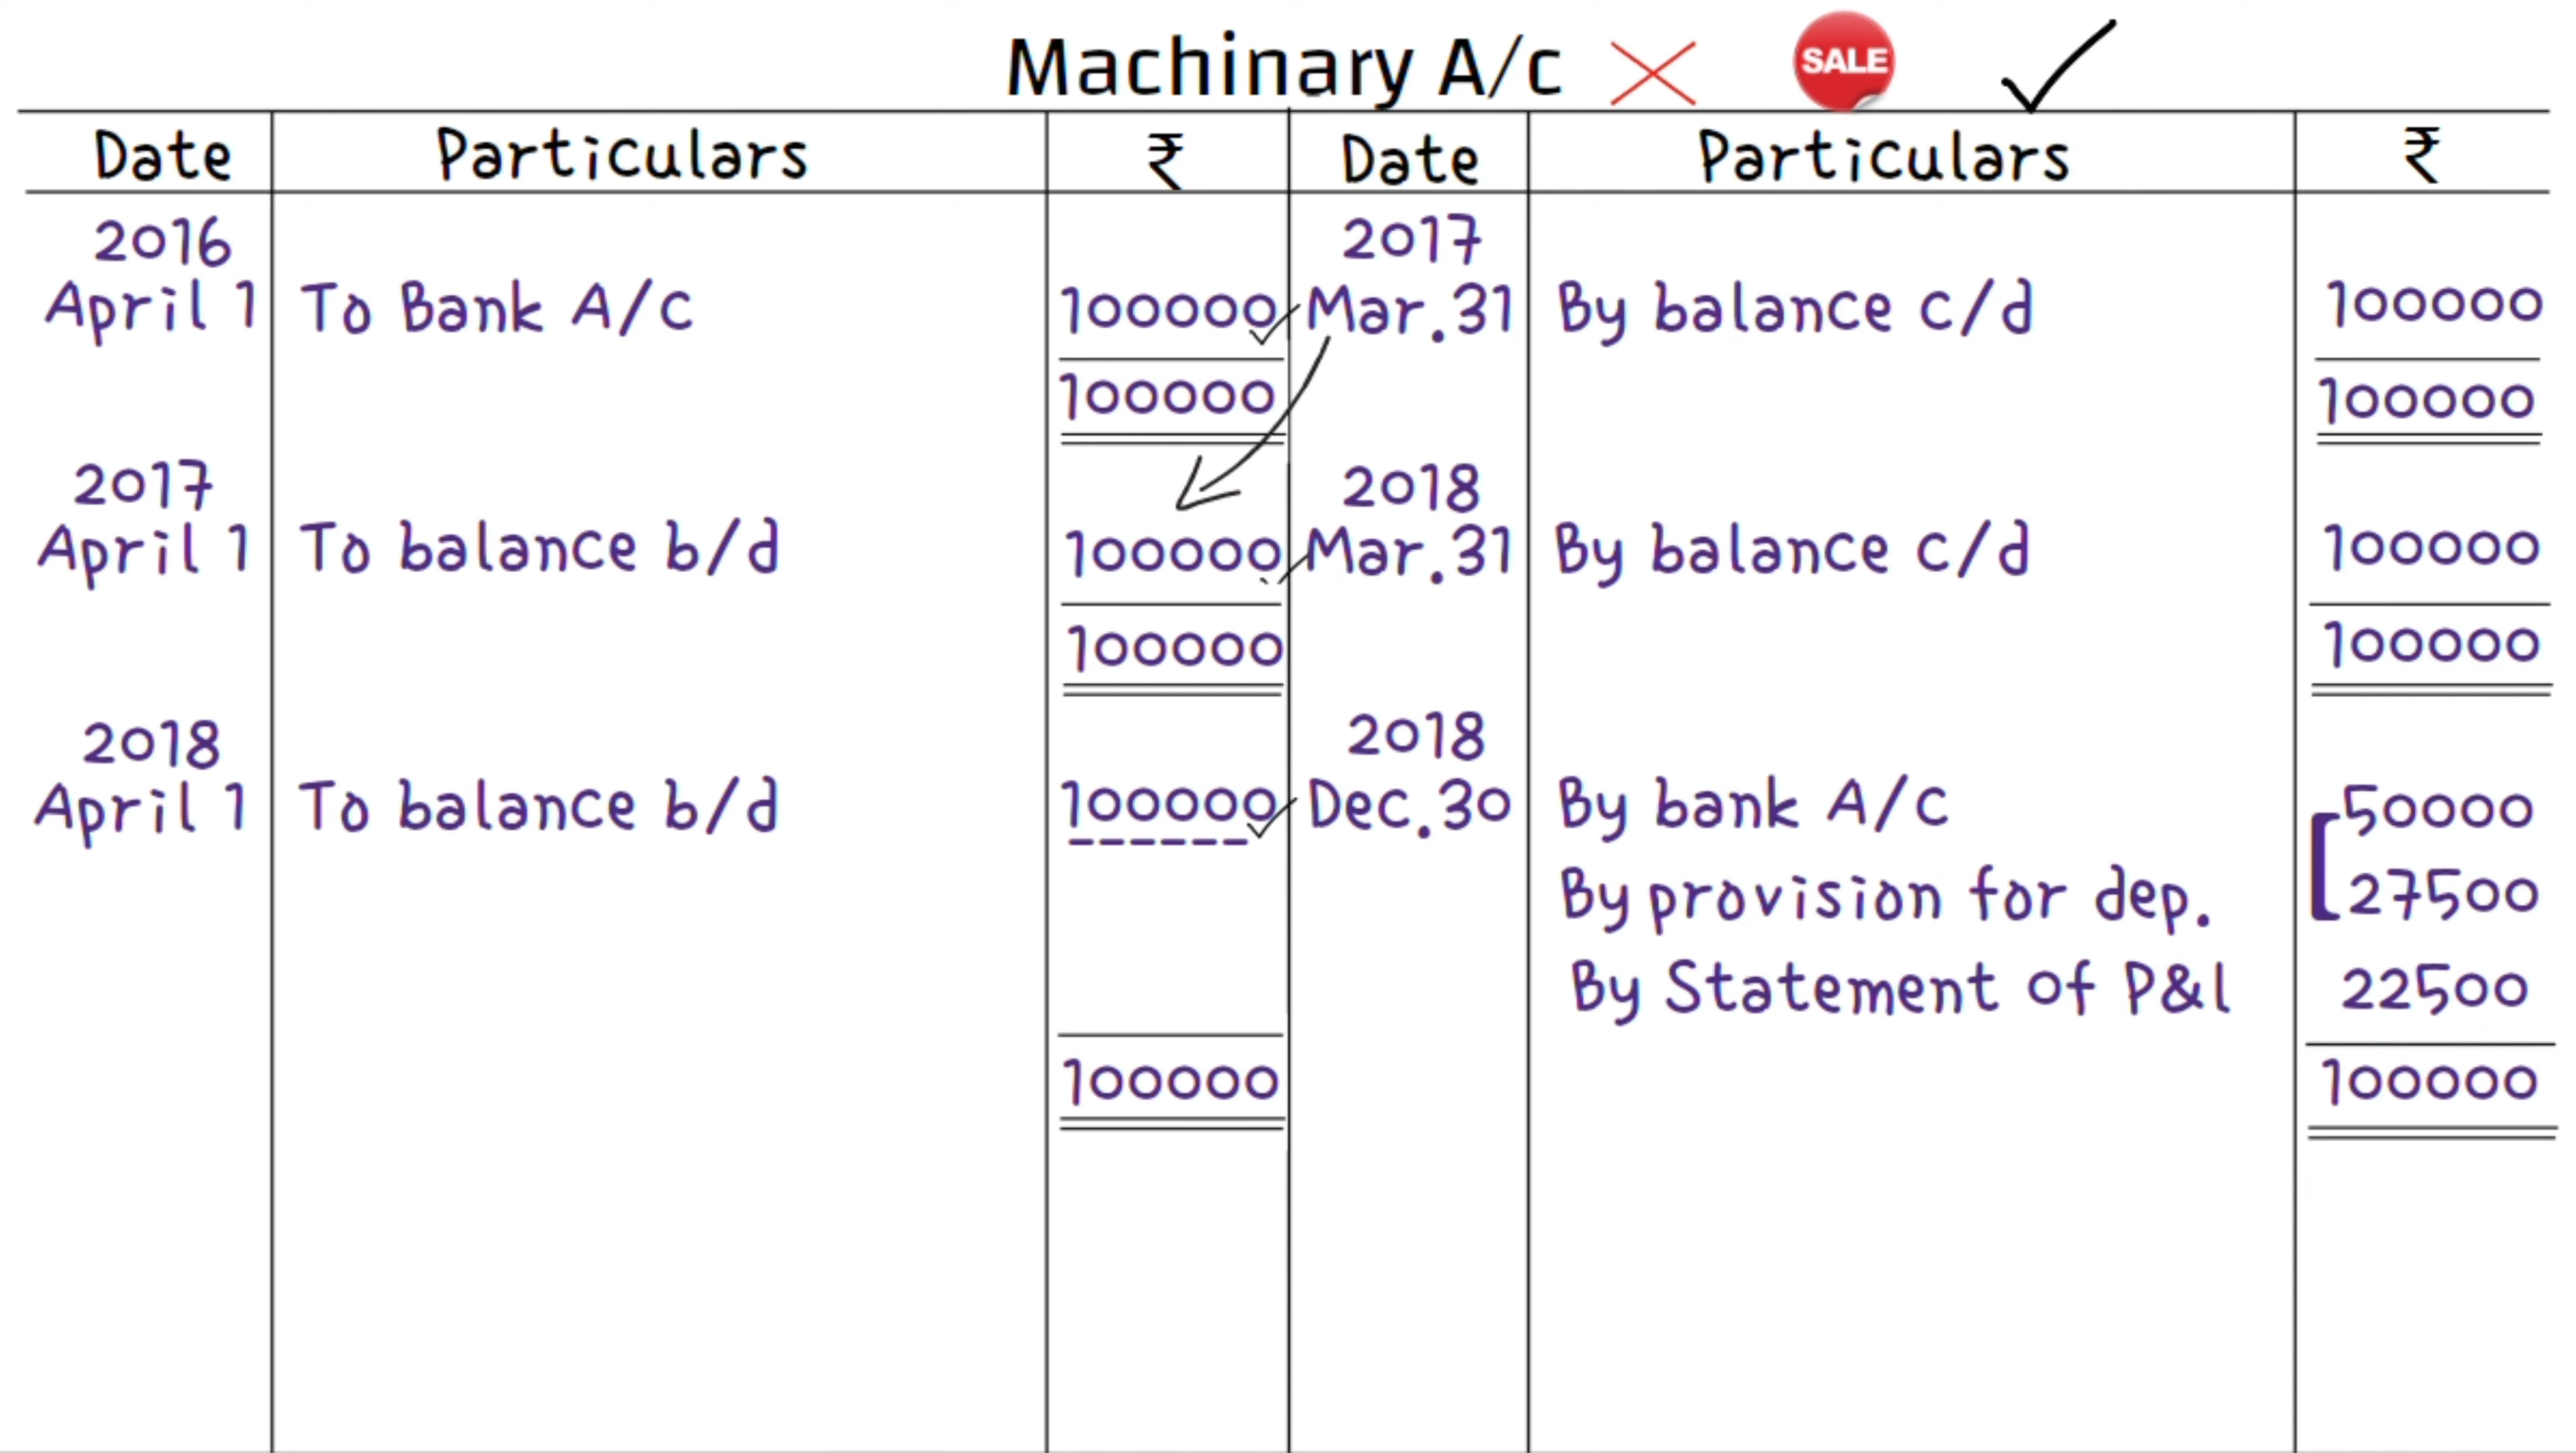 Machinary A/c SALE
Date Particulars ₹ Date Particulars ₹
2016 2017
April 1 To Bank A/c 100000 Mar.31 By balance c/d 100000
100000 100000
2017 2018
April 1 To balance b/d 100000 Mar.31 By balance c/d 100000
100000 100000
2018 2018
April 1 To balance b/d 100000 Dec.30 By bank A/c 50000
By provision for dep. 27500
By Statement of P&l 22500
100000 100000